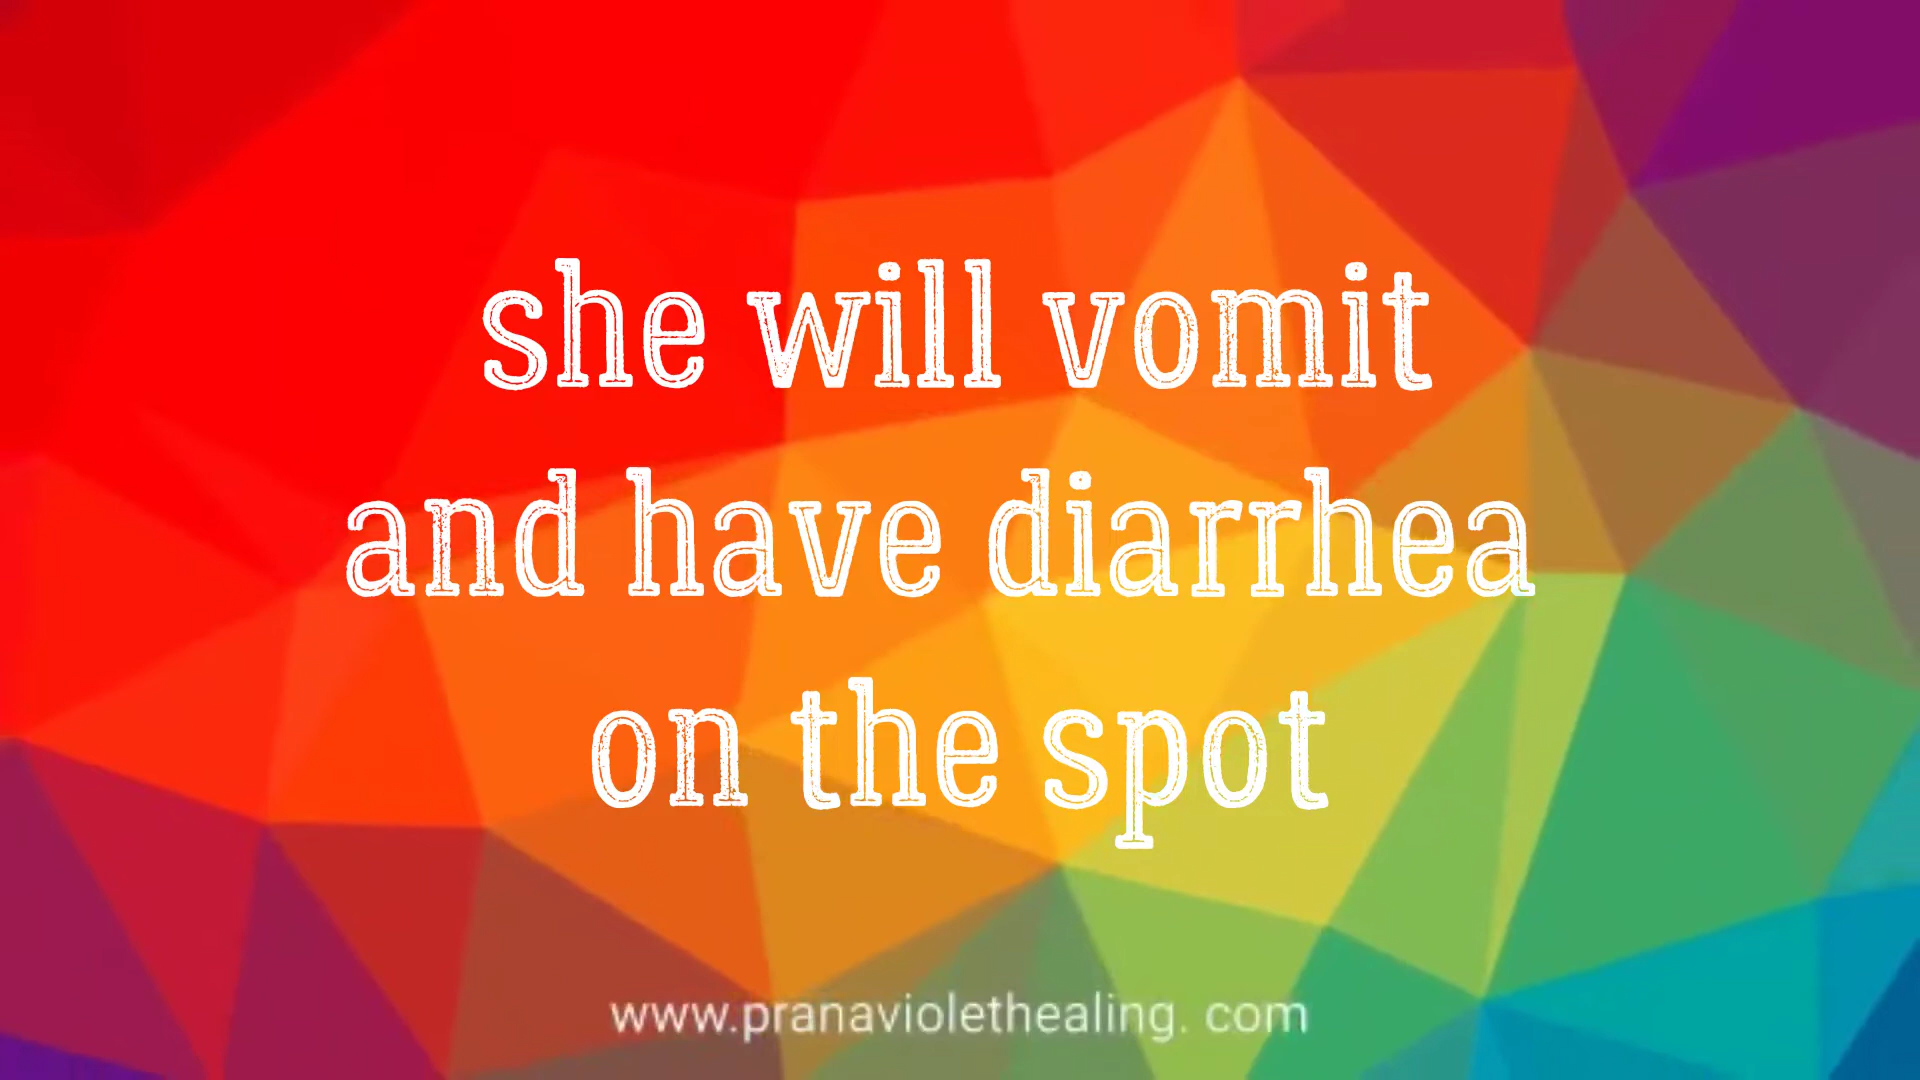 she will vomit
and have diarrhea
on the spot
www.pranaviolethealing. com